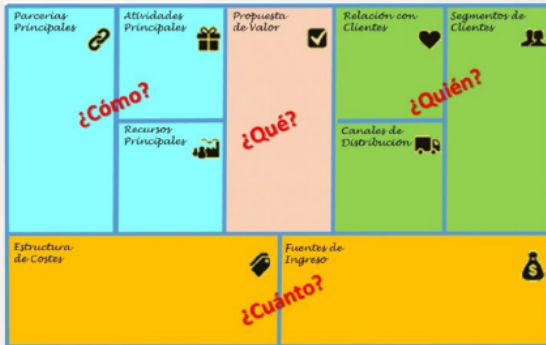 Parcerías
Principales
Atividades
Principales
Propuesta
de Valor
Relación con
Clientes
Segmentos de
Clientes
¿Cómo?
¿Qué?
¿Quién?
Recursos
Principales
Canales de
Distribución
Estructura
de Costes
Fuentes de
Ingreso
$
¿Cuánto?